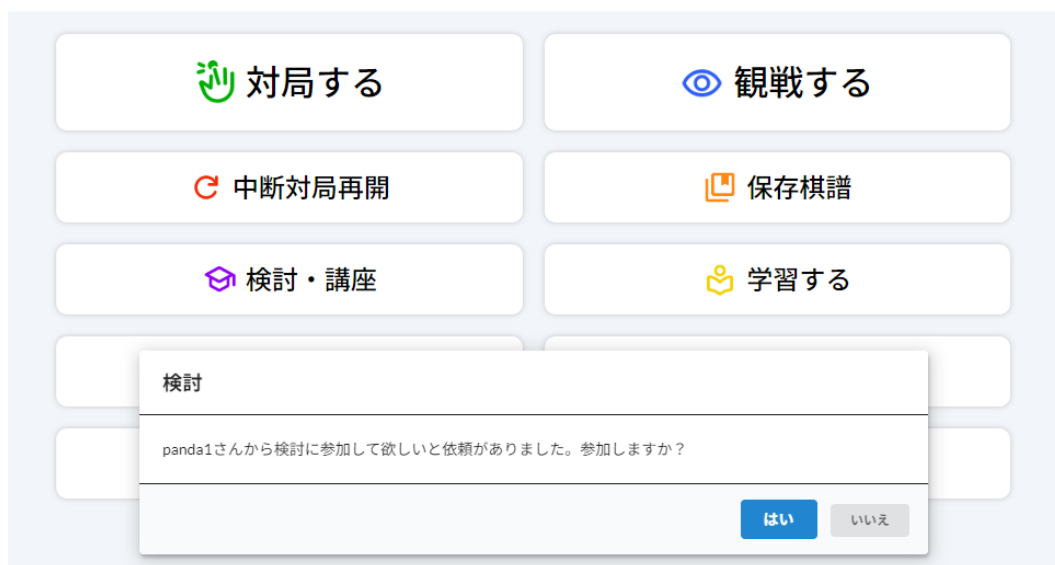 対局する
観戦する
中断対局再開
保存棋譜
検討・講座
学習する
検討
panda1さんから検討に参加して欲しいと依頼がありました。参加しますか？
はい
いいえ